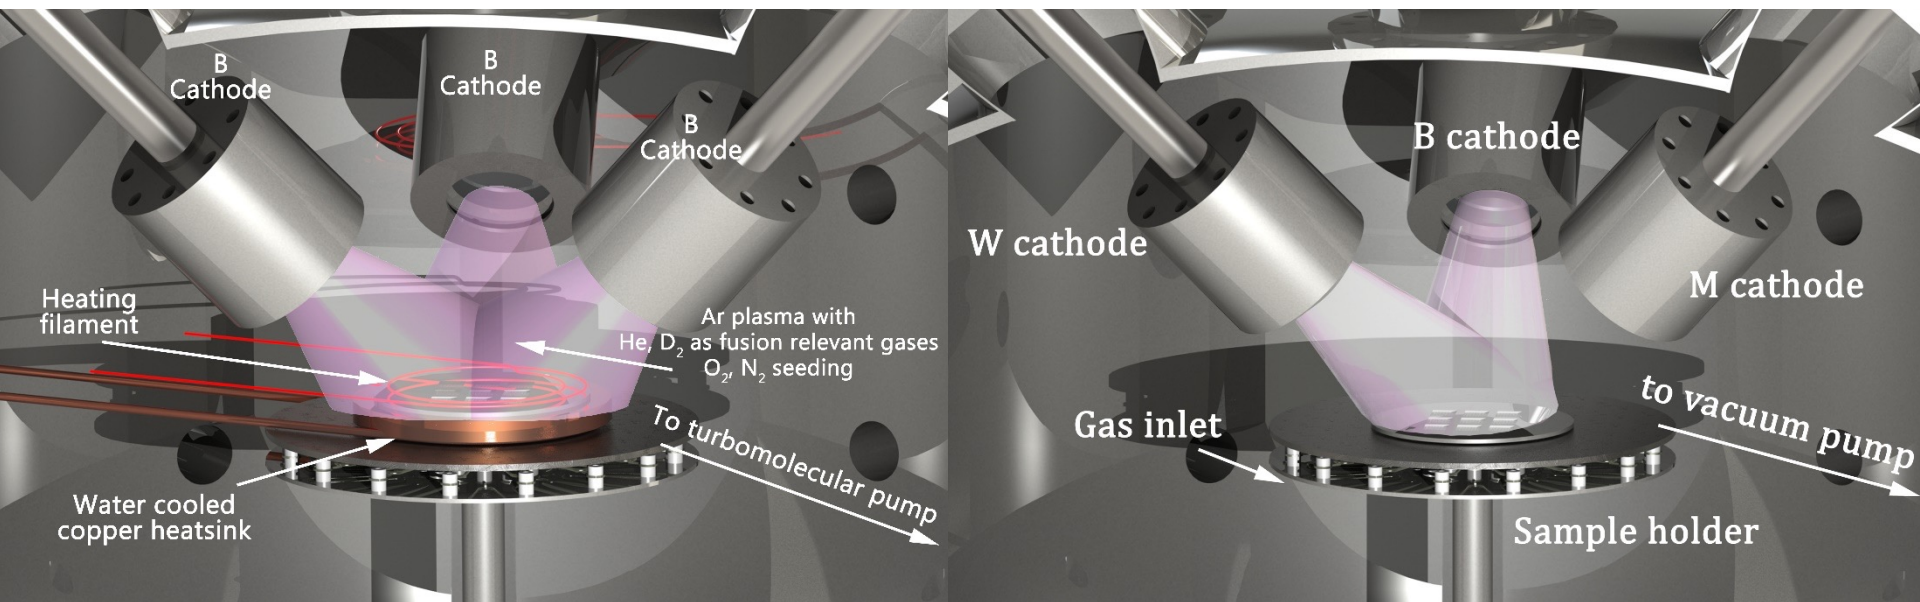 B
Cathode
B
Cathode
B
Cathode
Heating
filament
Ar plasma with
He, D₂ as fusion relevant gases
O₂, N₂ seeding
To turbomolecular pump
Water cooled
copper heatsink
B cathode
W cathode
M cathode
Gas inlet
to vacuum pump
Sample holder